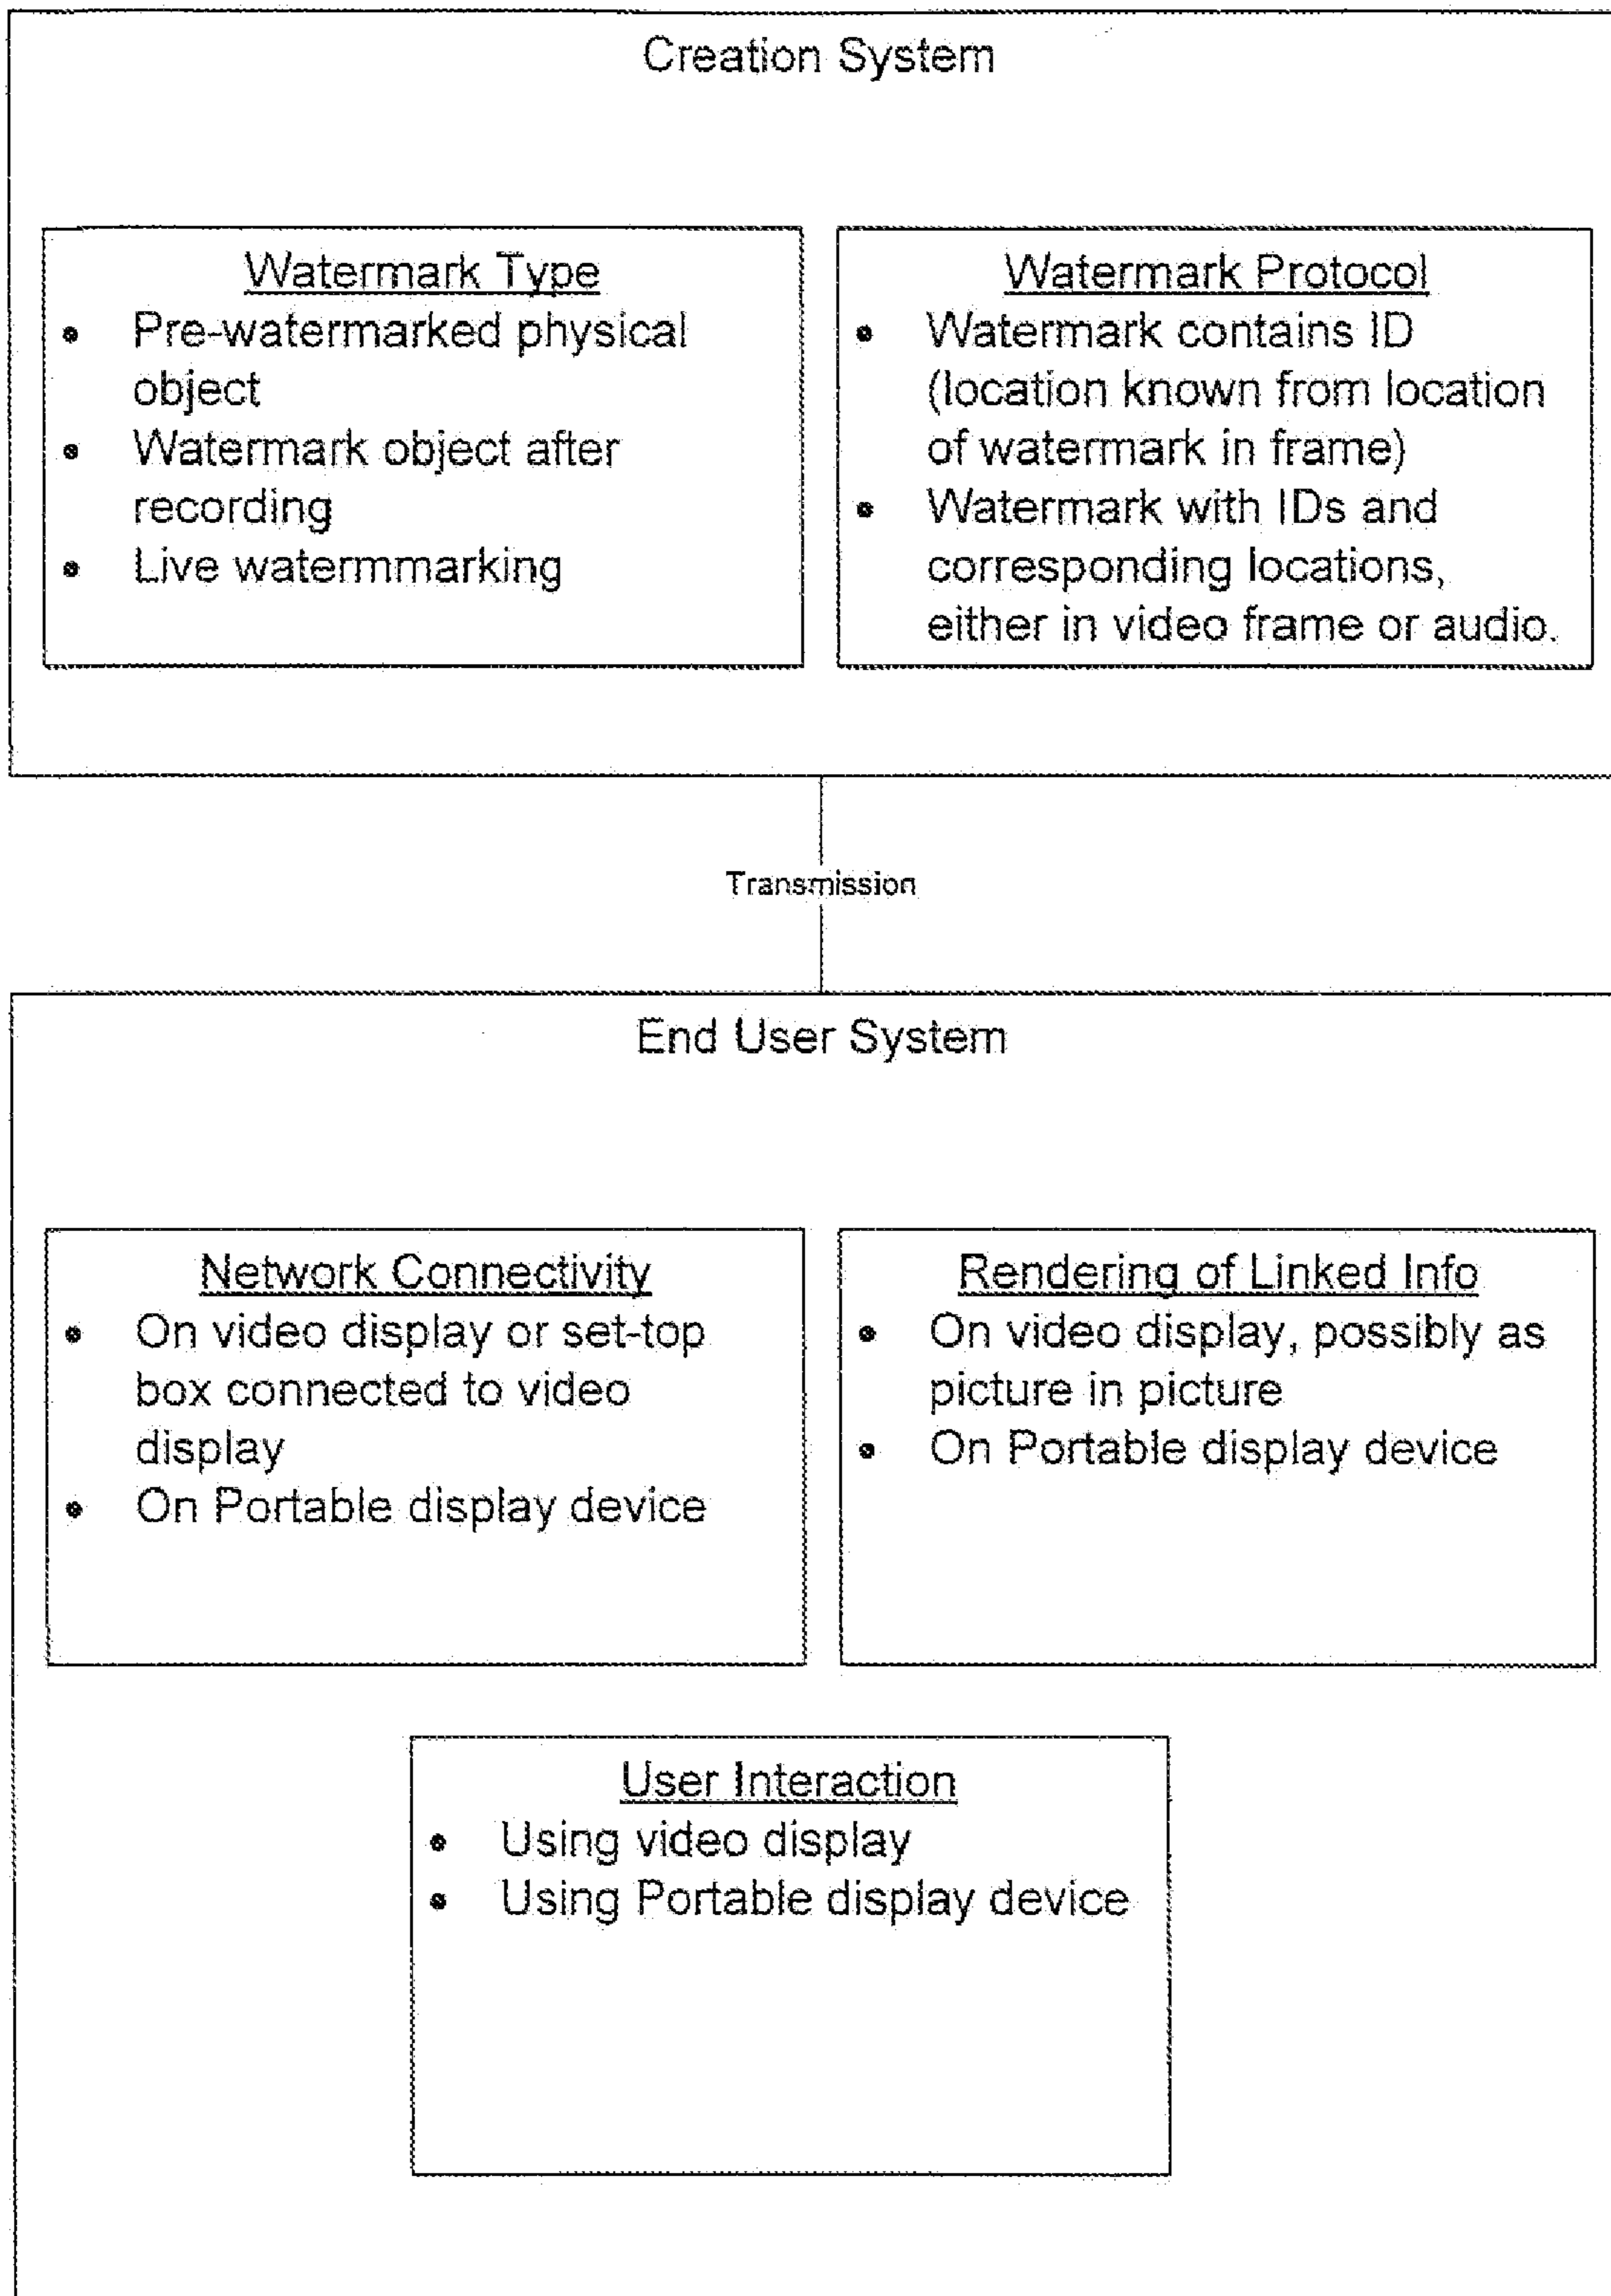 Creation System
Watermark Type
• Pre-watermarked physical
object
• Watermark object after
recording
• Live watermmarking
Watermark Protocol
• Watermark contains ID
(location known from location
of watermark in frame)
• Watermark with IDs and
corresponding locations,
either in video frame or audio.
Transmission
End User System
Network Connectivity
• On video display or set-top
box connected to video
display
• On Portable display device
Rendering of Linked Info
• On video display, possibly as
picture in picture
• On Portable display device
User Interaction
• Using video display
• Using Portable display device